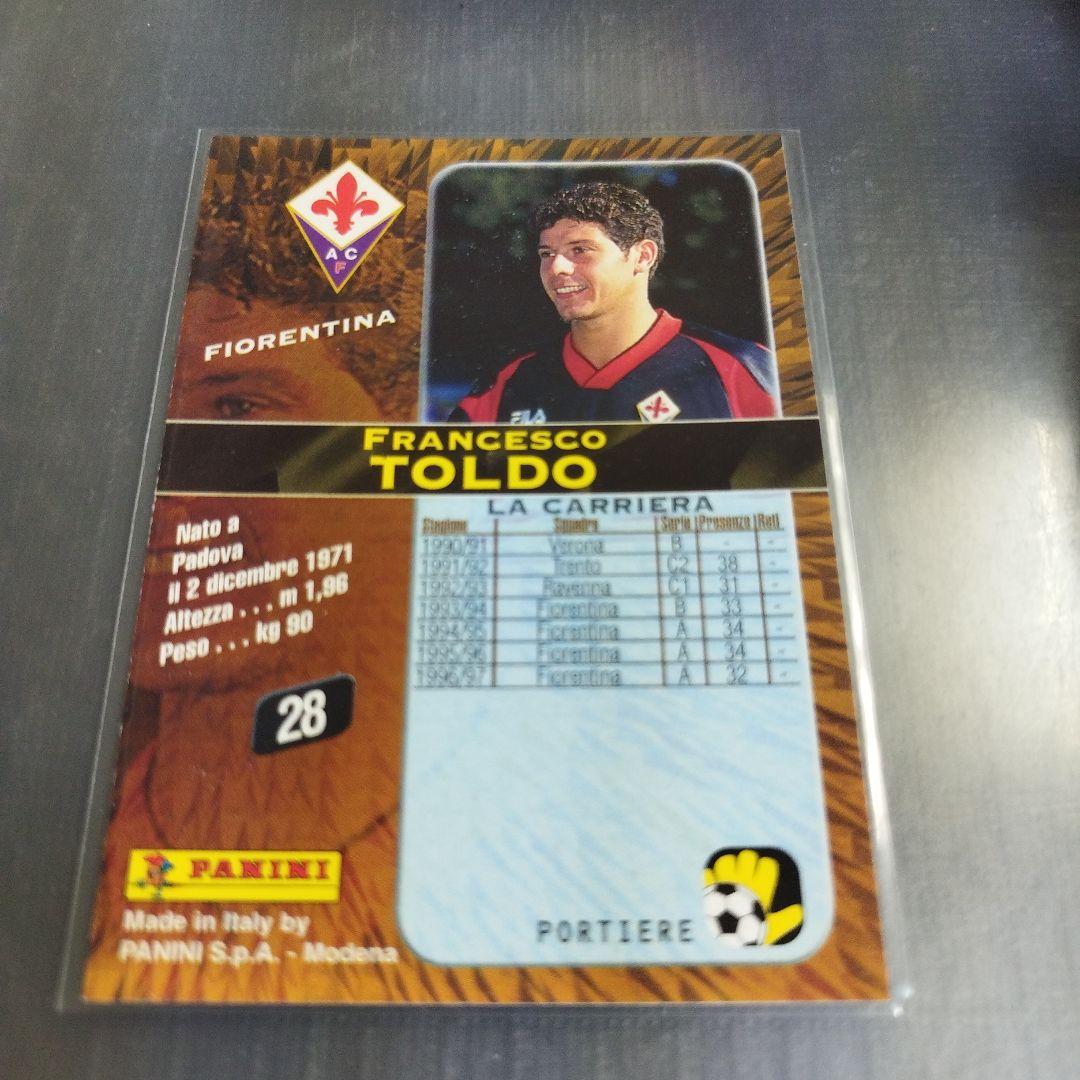 A C
F
FIORENTINA
FILA
FRANCESCO
TOLDO
Nato a
Padova
il 2 dicembre 1971
Altezza . . . m 1,96
Peso . . . kg 90
28
LA CARRIERA
Stagione Squadra Serie Presenze Reti
1990/91 Verona B - -
1991/92 Trento C2 38 -
1992/93 Ravenna C1 31 -
1993/94 Fiorentina B 33 -
1994/95 Fiorentina A 34 -
1995/96 Fiorentina A 34 -
1996/97 Fiorentina A 32 -
PORTIERE
PANINI
Made in Italy by
PANINI S.p.A. - Modena